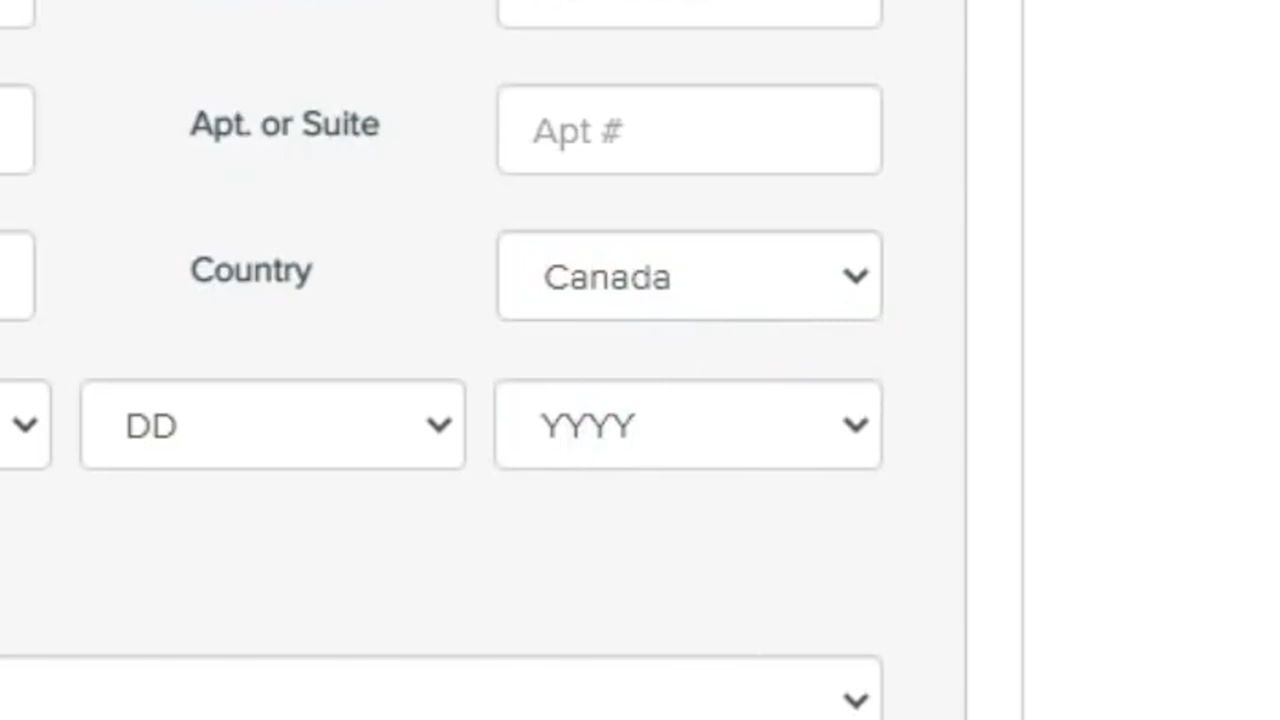 Apt. or Suite
Apt #
Country
Canada
DD
YYYY